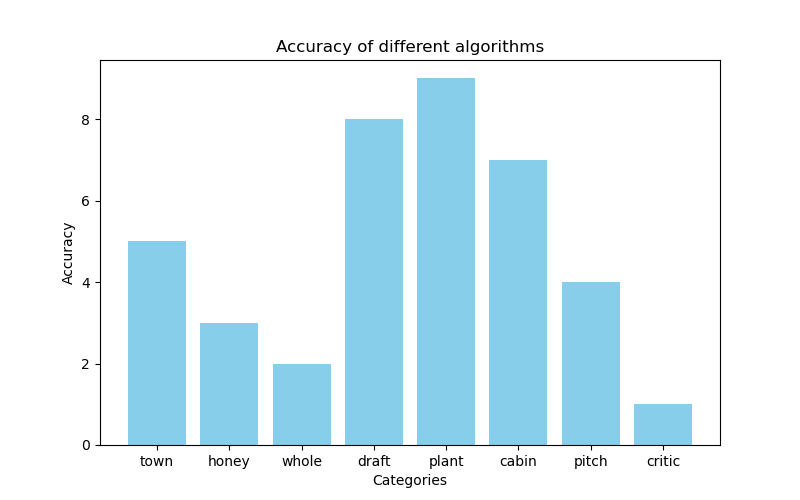 Accuracy of different algorithms
Accuracy
8
6
4
2
0
town honey whole draft plant cabin pitch critic
Categories